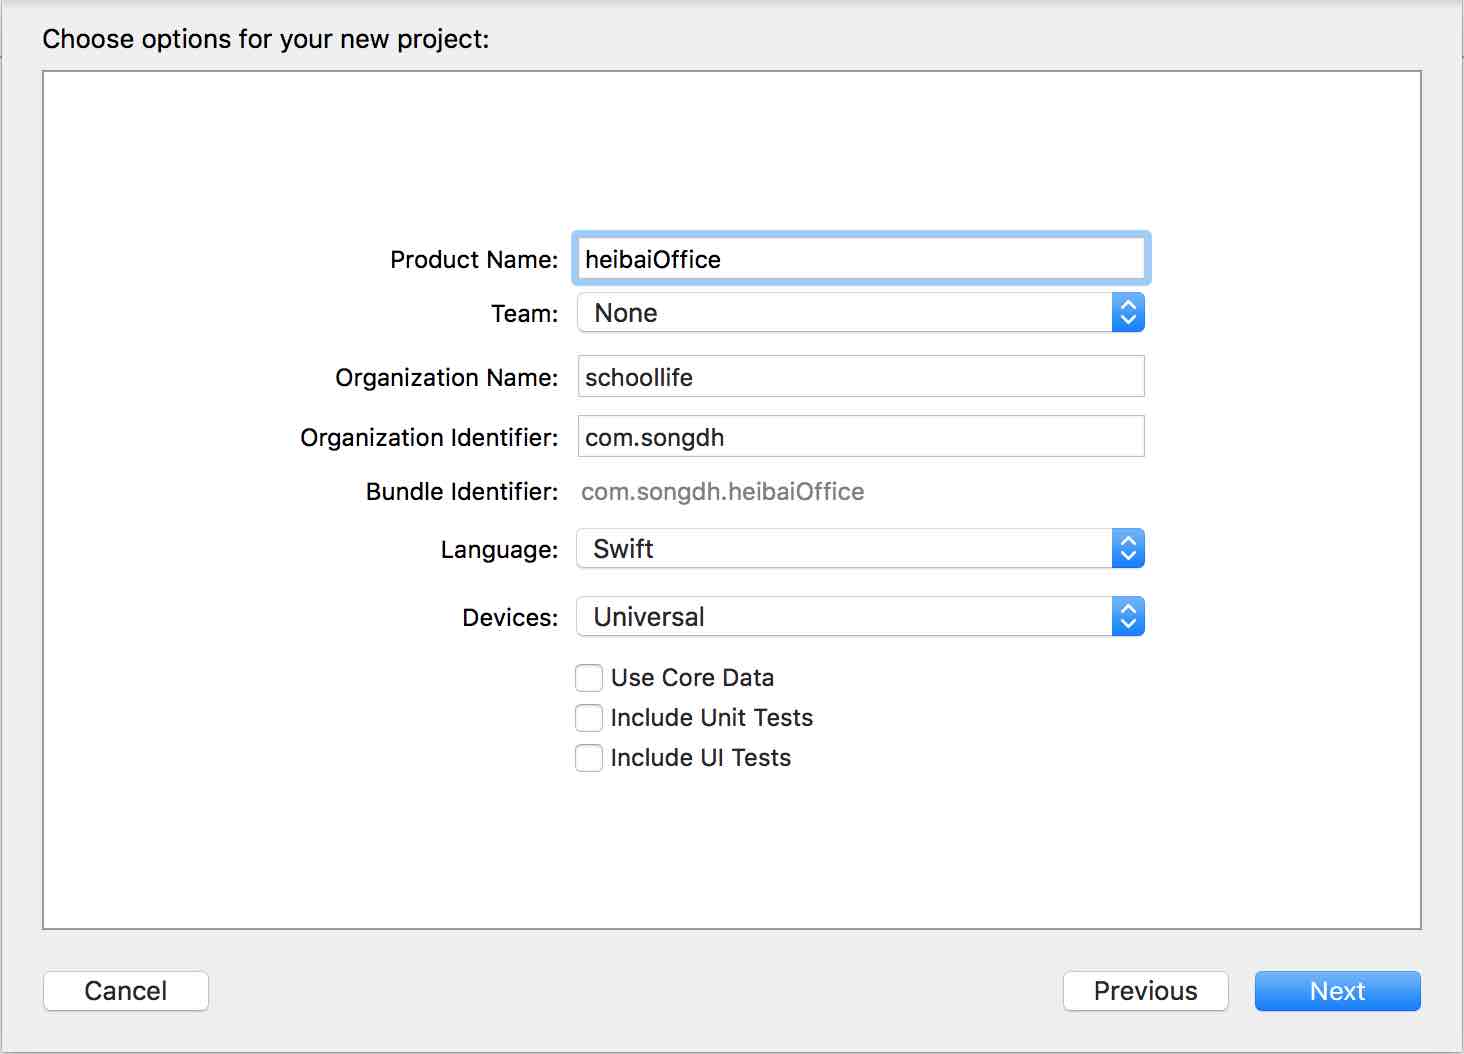 Choose options for your new project:
Product Name: heibaiOffice
Team: None
Organization Name: schoollife
Organization Identifier: com.songdh
Bundle Identifier: com.songdh.heibaiOffice
Language: Swift
Devices: Universal
Use Core Data
Include Unit Tests
Include UI Tests
Cancel Previous Next